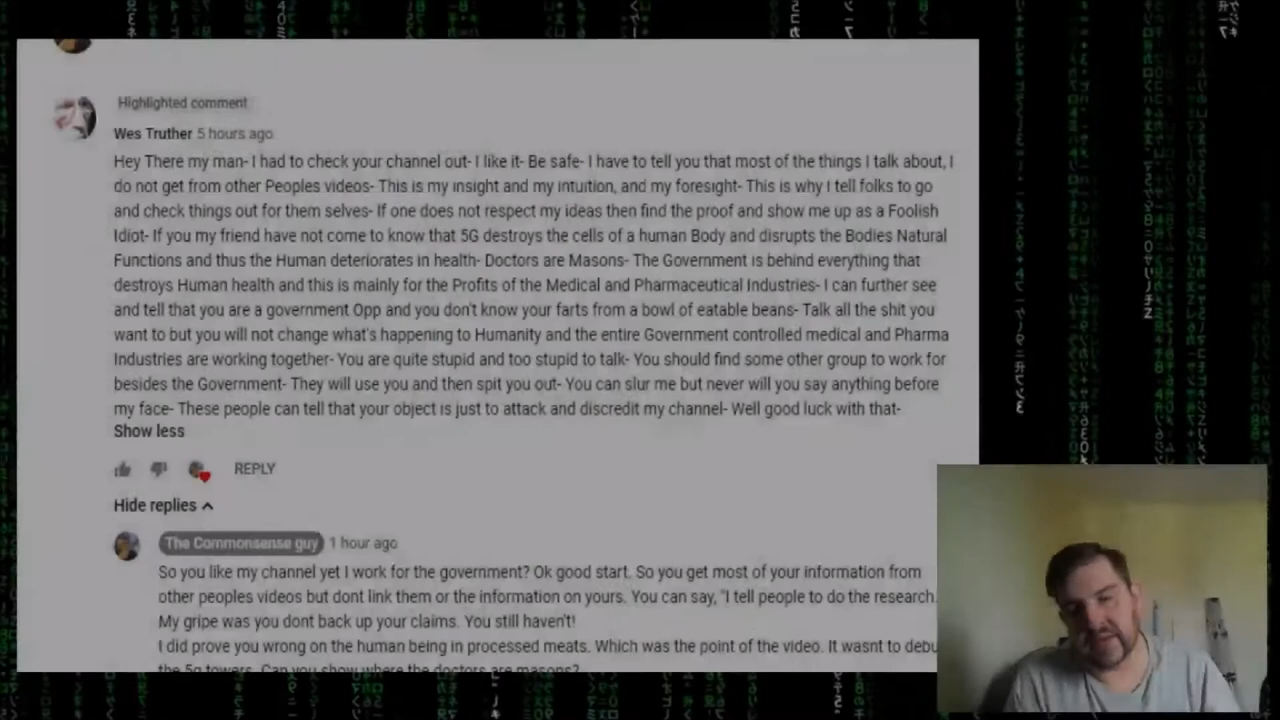 Highlighted comment
Wes Truther 5 hours ago
Hey There my man- I had to check your channel out- I like it- Be safe- I have to tell you that most of the things I talk about, I
do not get from other Peoples videos- This is my insight and my intuition, and my foresight- This is why I tell folks to go
and check things out for them selves- If one does not respect my ideas then find the proof and show me up as a Foolish
Idiot- If you my friend have not come to know that 5G destroys the cells of a human Body and disrupts the Bodies Natural
Functions and thus the Human deteriorates in health- Doctors are Masons- The Government is behind everything that
destroys Human health and this is mainly for the Profits of the Medical and Pharmaceutical Industries- I can further see
and tell that you are a government Opp and you don't know your farts from a bowl of eatable beans- Talk all the shit you
want to but you will not change what's happening to Humanity and the entire Government controlled medical and Pharma
Industries are working together- You are quite stupid and too stupid to talk- You should find some other group to work for
besides the Government- They will use you and then spit you out- You can slur me but never will you say anything before
my face- These people can tell that your object is just to attack and discredit my channel- Well good luck with that-
Show less
REPLY
Hide replies
The Commonsense guy 1 hour ago
So you like my channel yet I work for the government? Ok good start. So you get most of your information from
other peoples videos but dont link them or the information on yours. You can say, "I tell people to do the research.
My gripe was you dont back up your claims. You still haven't!
I did prove you wrong on the human being in processed meats. Which was the point of the video. It wasnt to debu
the 5g towers. Can you show where the doctors are masons?